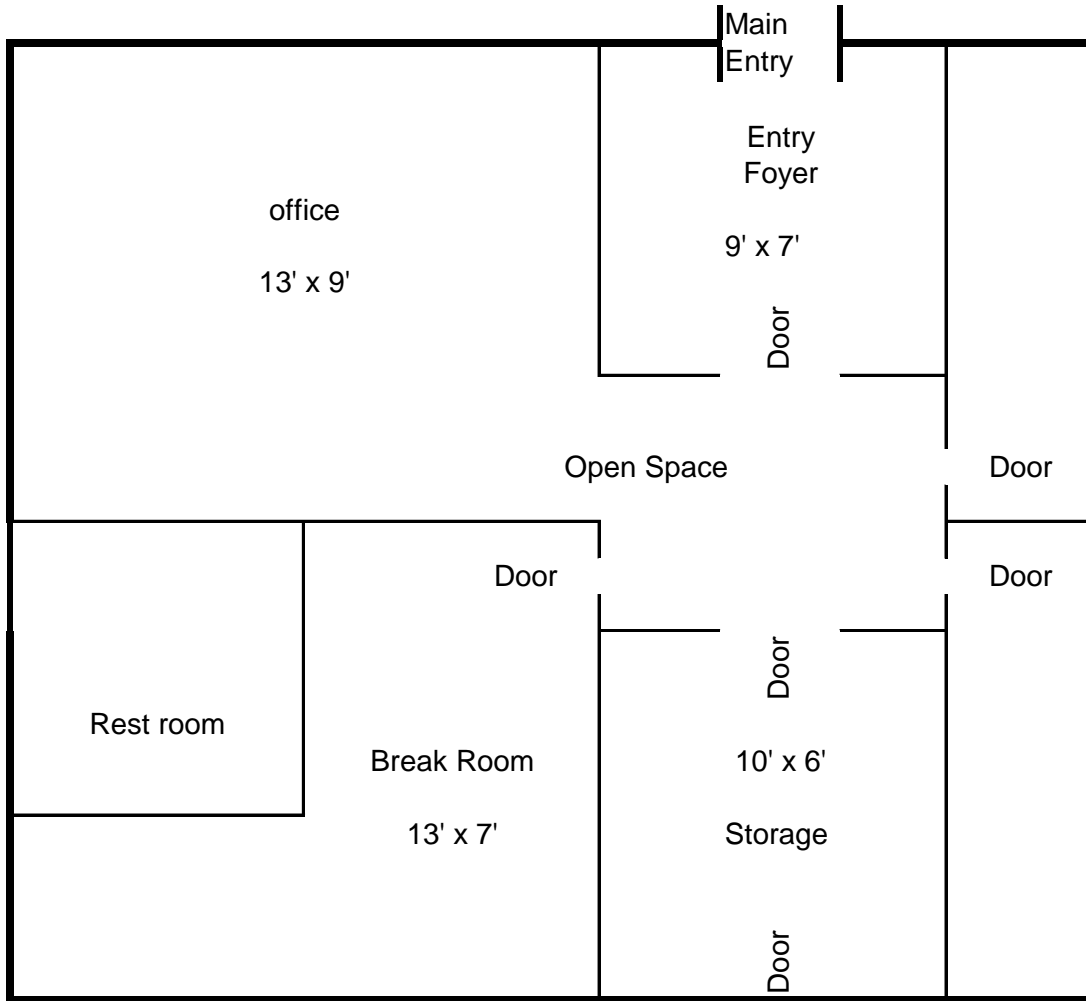 Main
Entry
Entry
Foyer
office
9' x 7'
13' x 9'
Door
Open Space
Door
Door
Door
Door
Rest room
Break Room
10' x 6'
13' x 7'
Storage
Door